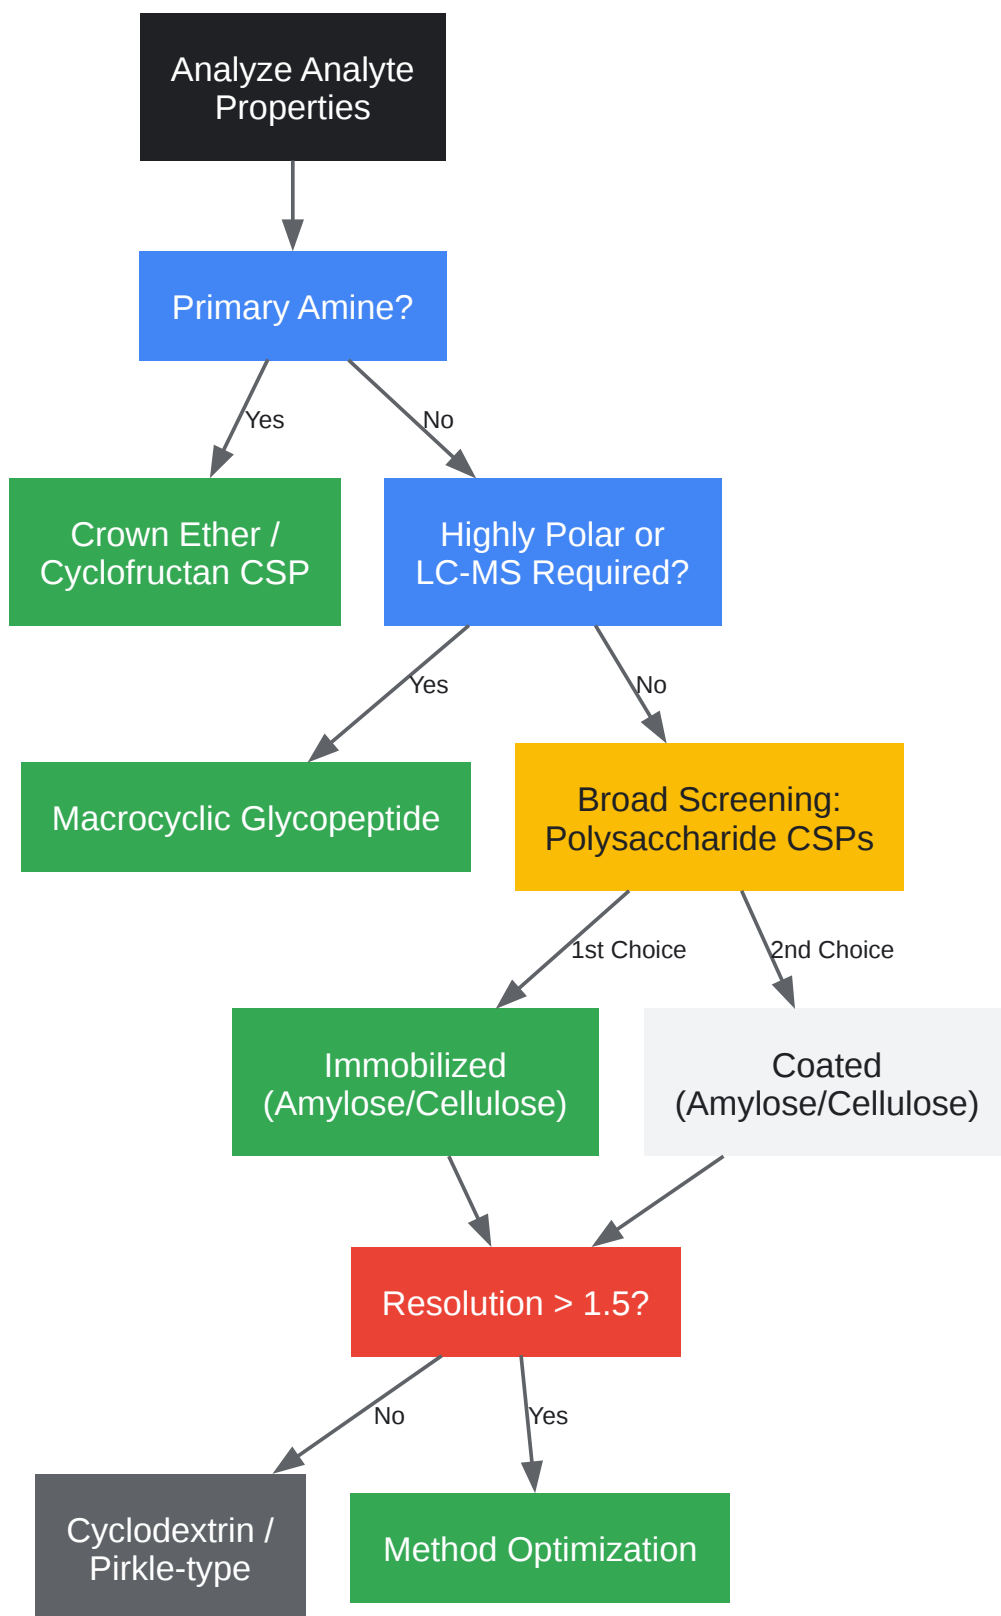 Analyze Analyte
Properties
Primary Amine?
Yes
No
Crown Ether /
Cyclofructan CSP
Highly Polar or
LC-MS Required?
Yes
No
Macrocyclic Glycopeptide
Broad Screening:
Polysaccharide CSPs
1st Choice
2nd Choice
Immobilized
(Amylose/Cellulose)
Coated
(Amylose/Cellulose)
Resolution > 1.5?
No
Yes
Cyclodextrin /
Pirkle-type
Method Optimization